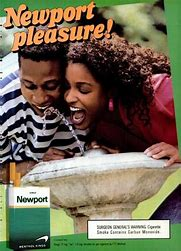 Newport
pleasure!
Newport
MENTHOL KINGS
SURGEON GENERAL'S WARNING: Cigarette
Smoke Contains Carbon Monoxide.